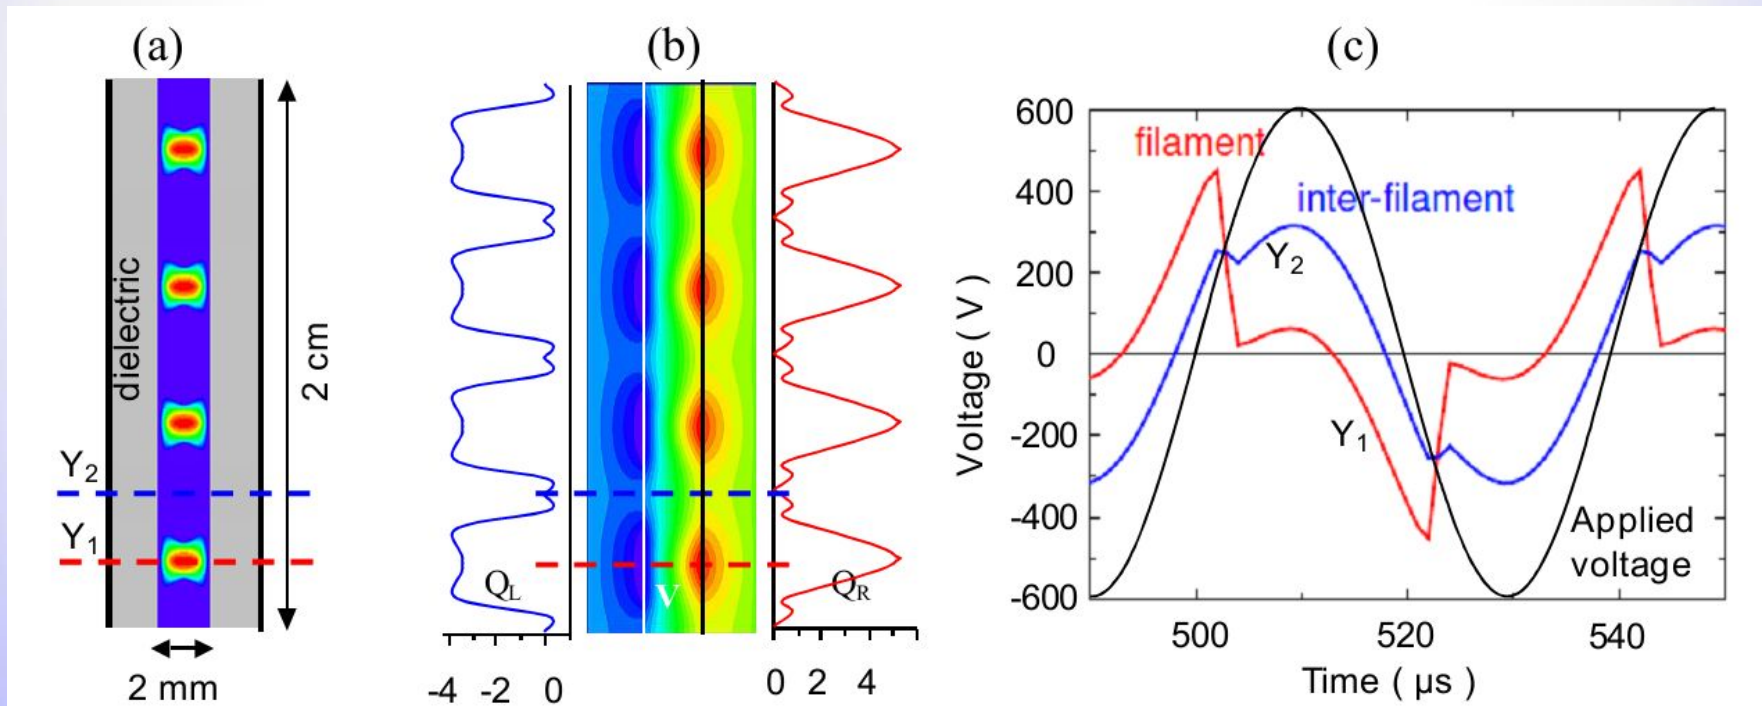 (a)
dielectric
Y2
Y1
2 cm
2 mm
(b)
QL
V
QR
-4 -2 0
0 2 4
(c)
Voltage ( V )
600
400
200
0
-200
-400
-600
filament
inter-filament
Y2
Y1
Applied
voltage
500 520 540
Time ( µs )